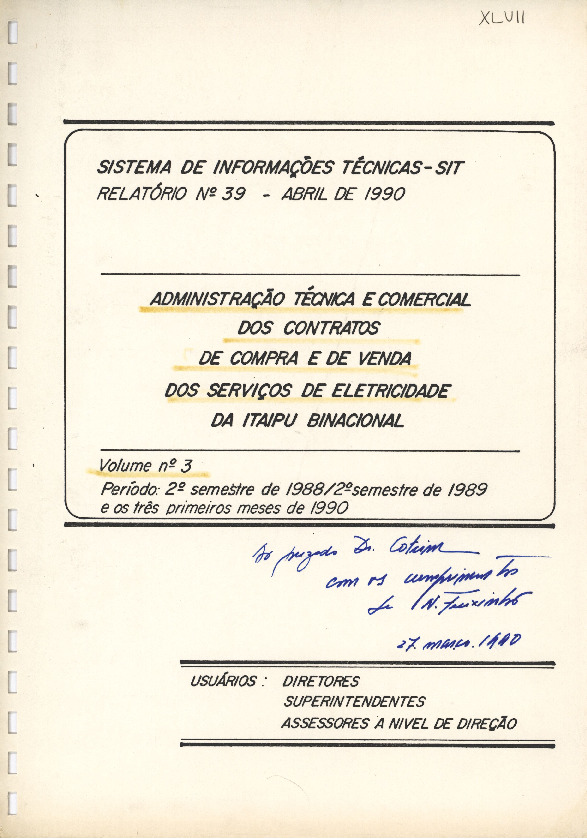 XLVII
SISTEMA DE INFORMAÇÕES TÉCNICAS - SIT
RELATÓRIO Nº 39 - ABRIL DE 1990
ADMINISTRAÇÃO TÉCNICA E COMERCIAL
DOS CONTRATOS
DE COMPRA E DE VENDA
DOS SERVIÇOS DE ELETRICIDADE
DA ITAIPU BINACIONAL
Volume nº 3
Período: 2º semestre de 1988/2º semestre de 1989
e os três primeiros meses de 1990
Ao prezado Dr. Cotrim
com os cumprimentos
de N.
27. março. 1990
USUÁRIOS : DIRETORES
SUPERINTENDENTES
ASSESSORES A NIVEL DE DIREÇÃO